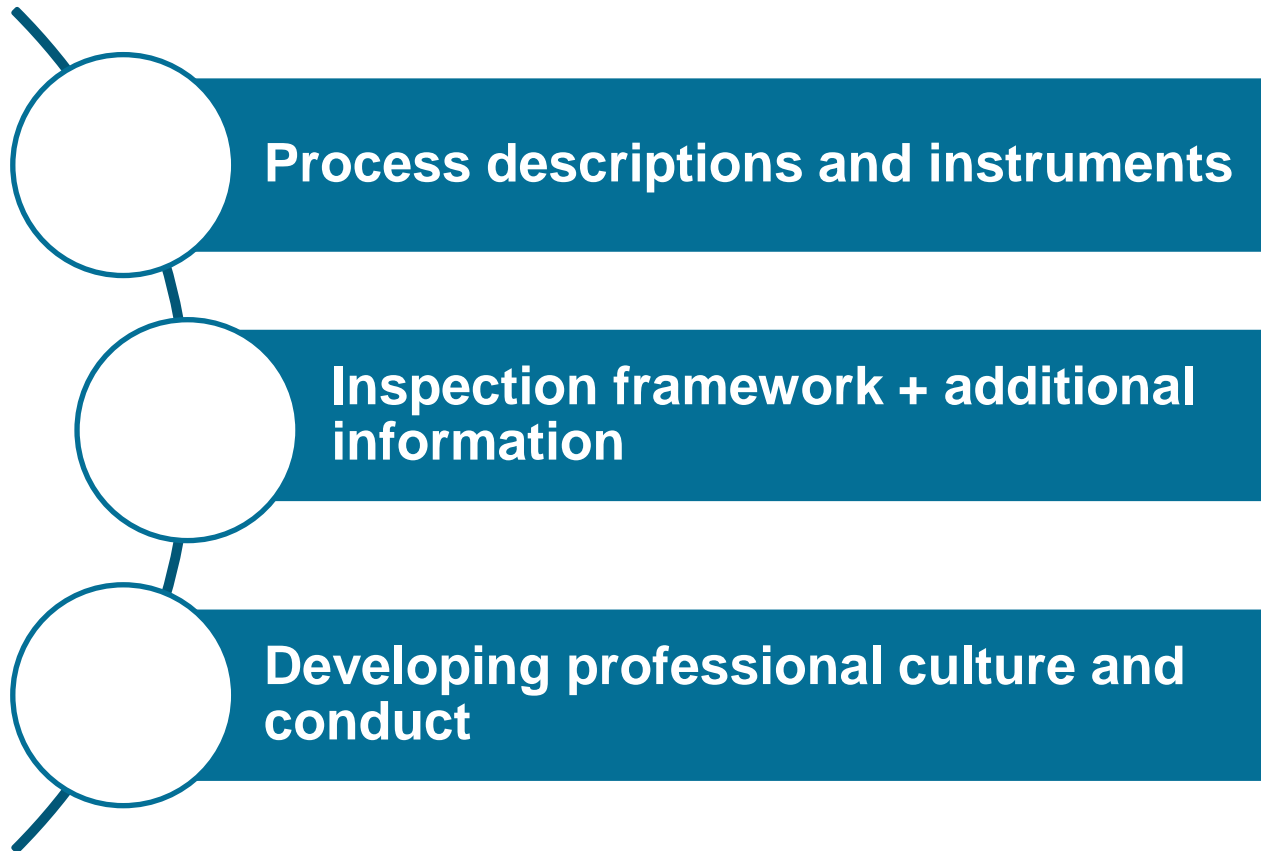 Process descriptions and instruments
Inspection framework + additional
information
Developing professional culture and
conduct